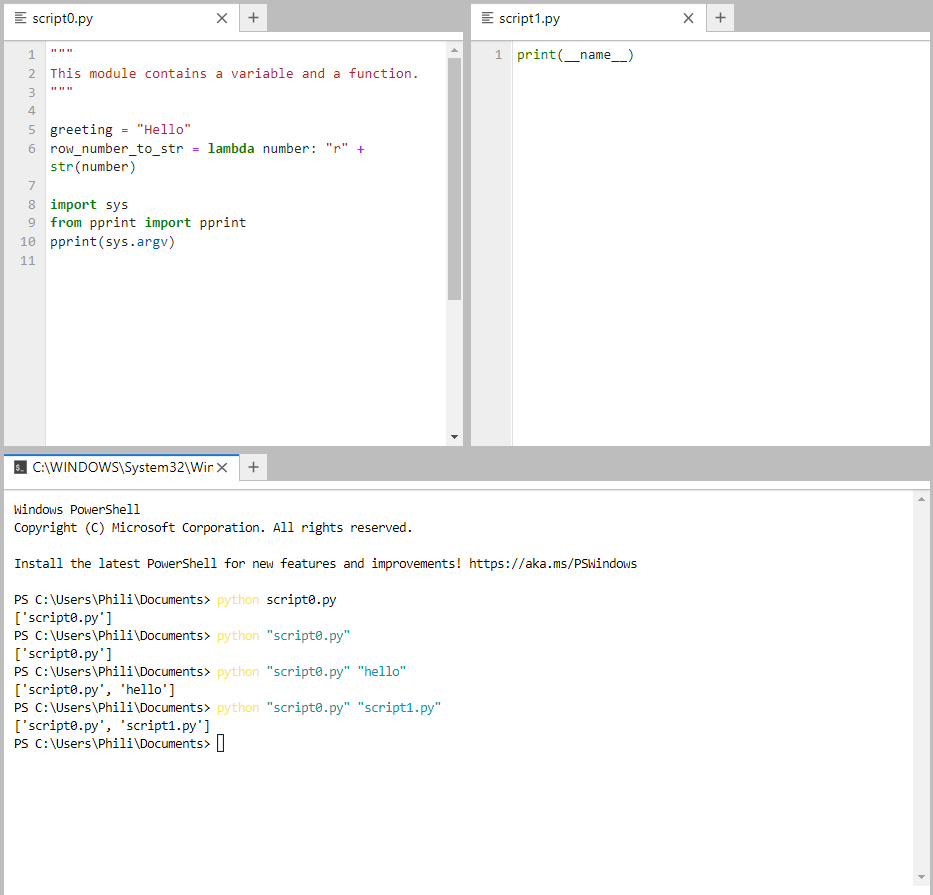 script0.py
1 """
2 This module contains a variable and a function.
3 """
4
5 greeting = "Hello"
6 row_number_to_str = lambda number: "r" +
str(number)
7
8 import sys
9 from pprint import pprint
10 pprint(sys.argv)
11
script1.py
1 print(__name__)
C:\WINDOWS\System32\Win
Windows PowerShell
Copyright (C) Microsoft Corporation. All rights reserved.
Install the latest PowerShell for new features and improvements! https://aka.ms/PSWindows
PS C:\Users\Phili\Documents> python script0.py
['script0.py']
PS C:\Users\Phili\Documents> python "script0.py"
['script0.py']
PS C:\Users\Phili\Documents> python "script0.py" "hello"
['script0.py', 'hello']
PS C:\Users\Phili\Documents> python "script0.py" "script1.py"
['script0.py', 'script1.py']
PS C:\Users\Phili\Documents>